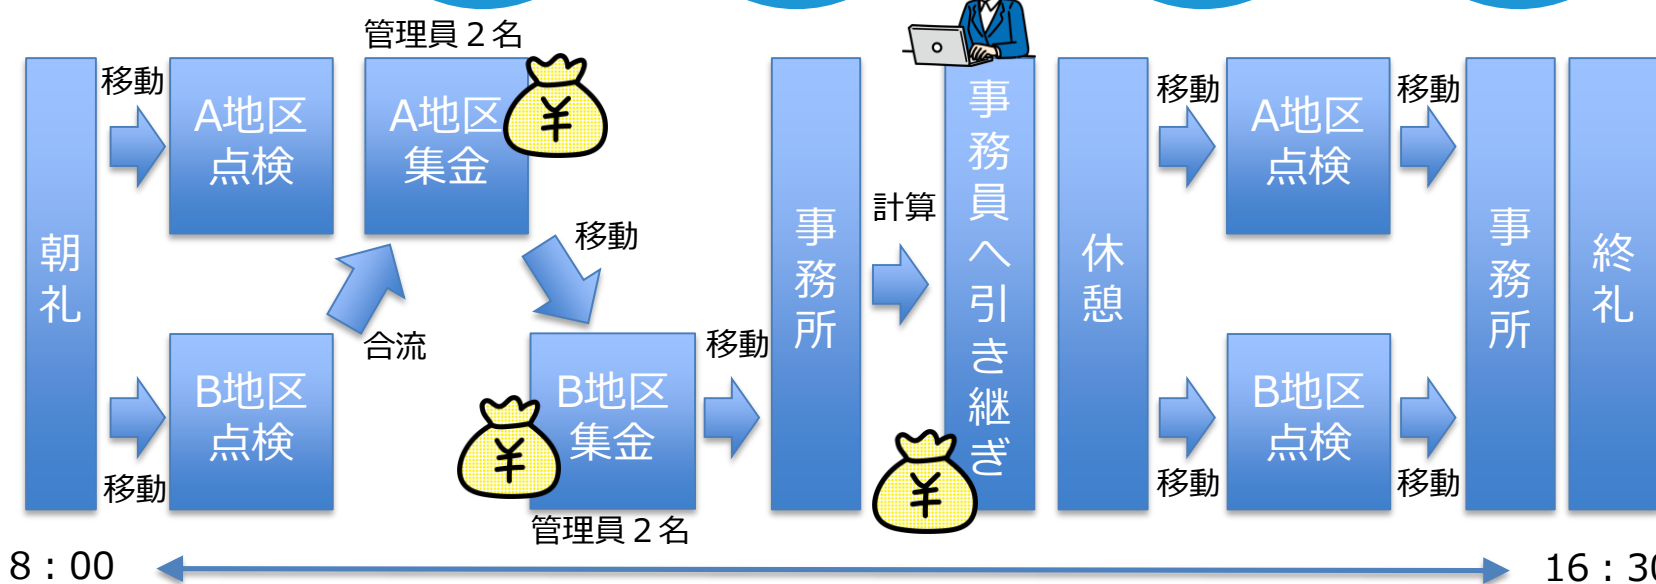 管理員２名
移動
A地区
点検
A地区
集金
￥
朝礼
移動
B地区
点検
合流
移動
B地区
集金
￥
管理員２名
移動
事務所
計算
事務員へ引き継ぎ
￥
休憩
移動
A地区
点検
移動
移動
B地区
点検
移動
事務所
終礼
8：00
16：30